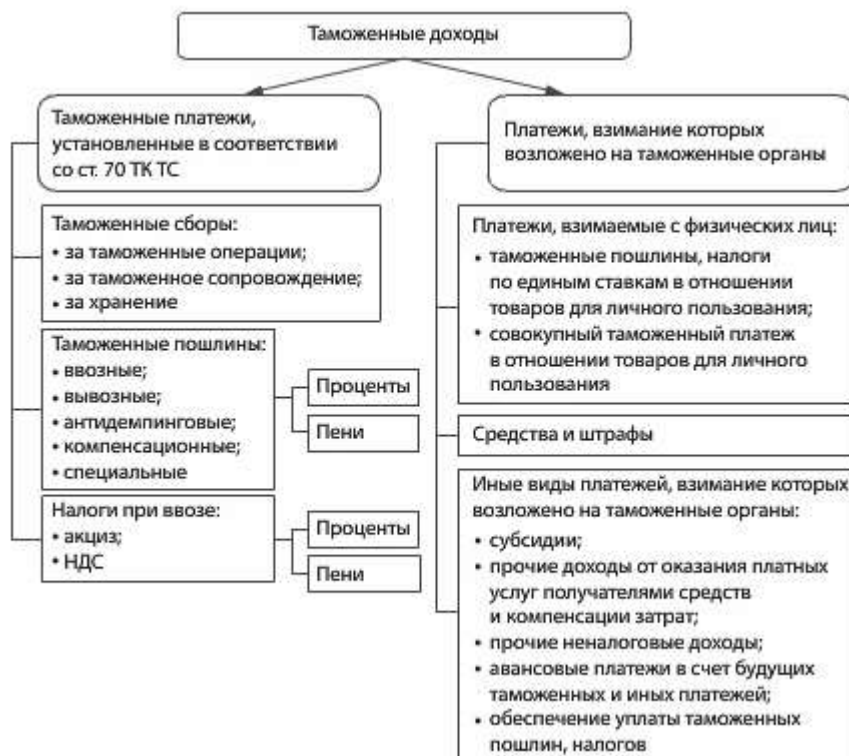 Таможенные доходы
Таможенные платежи,
установленные в соответствии
со ст. 70 ТК ТС
Таможенные сборы:
• за таможенные операции;
• за таможенное сопровождение;
• за хранение
Таможенные пошлины:
• ввозные;
• вывозные;
• антидемпинговые;
• компенсационные;
• специальные
Проценты
Пени
Налоги при ввозе:
• акциз;
• НДС
Проценты
Пени
Платежи, взимание которых
возложено на таможенные органы
Платежи, взимаемые с физических лиц:
• таможенные пошлины, налоги
по единым ставкам в отношении
товаров для личного пользования;
• совокупный таможенный платеж
в отношении товаров для личного
пользования
Средства и штрафы
Иные виды платежей, взимание которых
возложено на таможенные органы:
• субсидии;
• прочие доходы от оказания платных
услуг получателями средств
и компенсации затрат;
• прочие неналоговые доходы;
• авансовые платежи в счет будущих
таможенных и иных платежей;
• обеспечение уплаты таможенных
пошлин, налогов